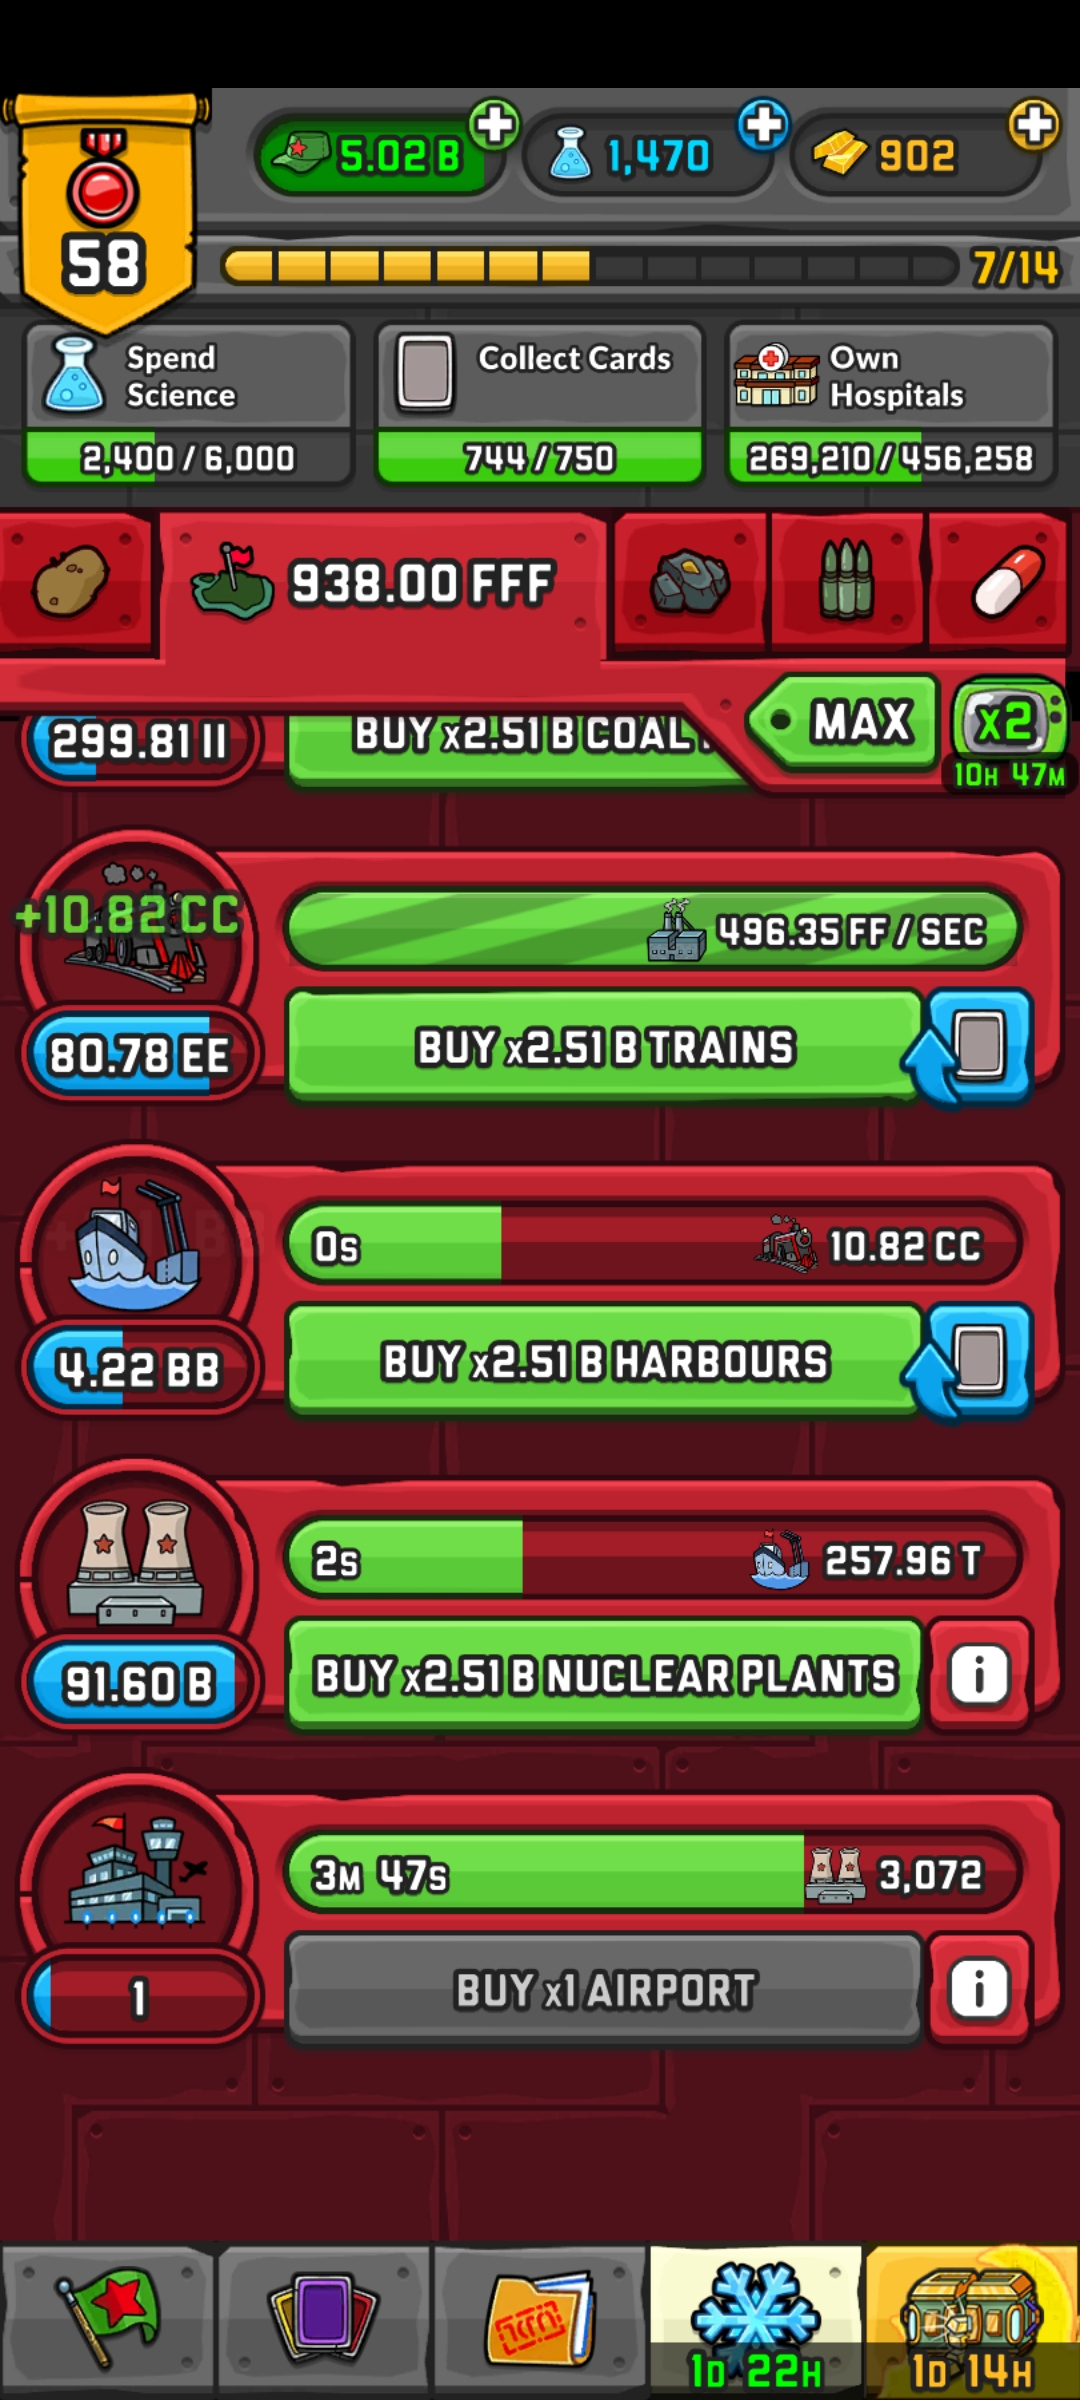 5.02 B
1,470
902
58
7/14
Spend
Science
2,400 / 6,000
Collect Cards
744 / 750
Own
Hospitals
269,210 / 456,258
938.00 FFF
MAX
x2
10H 47M
299.81 II
BUY x2.51 B COAL
+10.82 CC
496.35 FF / SEC
80.78 EE
BUY x2.51 B TRAINS
0s
10.82 CC
4.22 BB
BUY x2.51 B HARBOURS
2s
257.96 T
91.60 B
BUY x2.51 B NUCLEAR PLANTS
3M 47s
3,072
1
BUY x1 AIRPORT
1D 22H
1D 14H